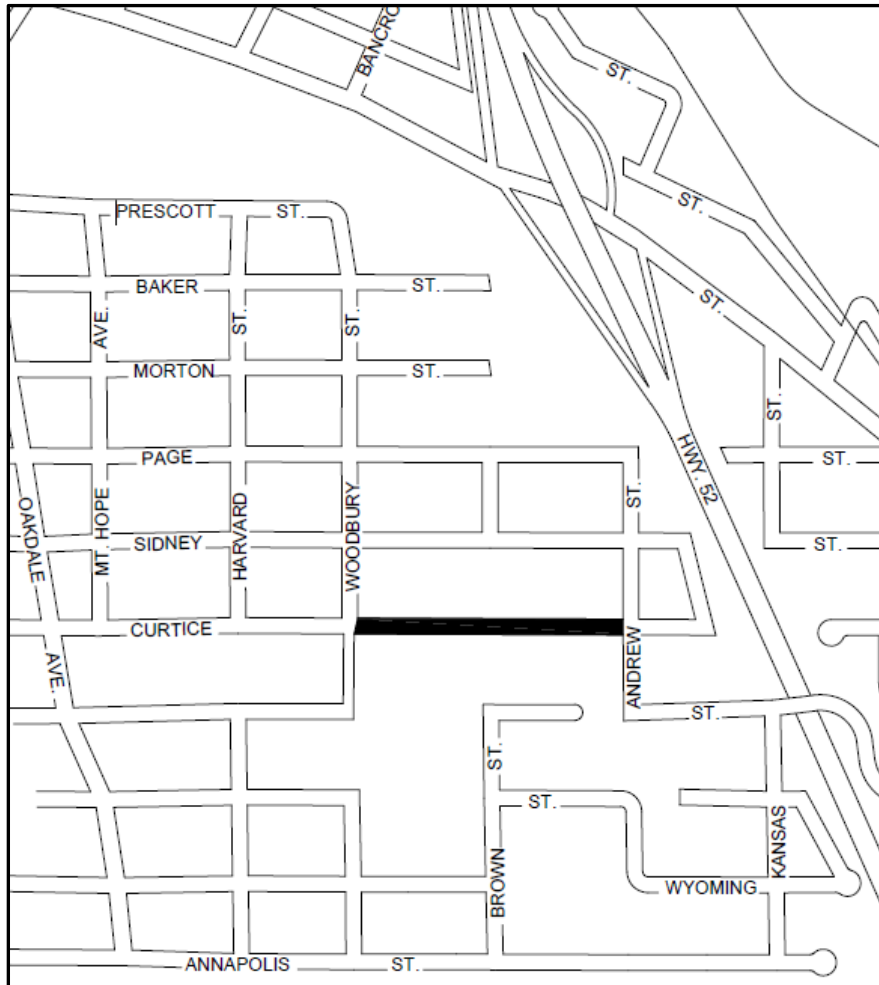 BANCRO
ST.
ST.
PRESCOTT ST.
BAKER ST.
ST.
AVE.
ST.
ST.
MORTON ST.
ST.
PAGE
HWY. 52
ST.
ST.
OAKDALE
MT. HOPE
HARVARD
WOODBURY
SIDNEY
ST.
CURTICE
AVE.
ANDREW
ST.
ST.
ST.
KANSAS
BROWN
WYOMING
ANNAPOLIS ST.